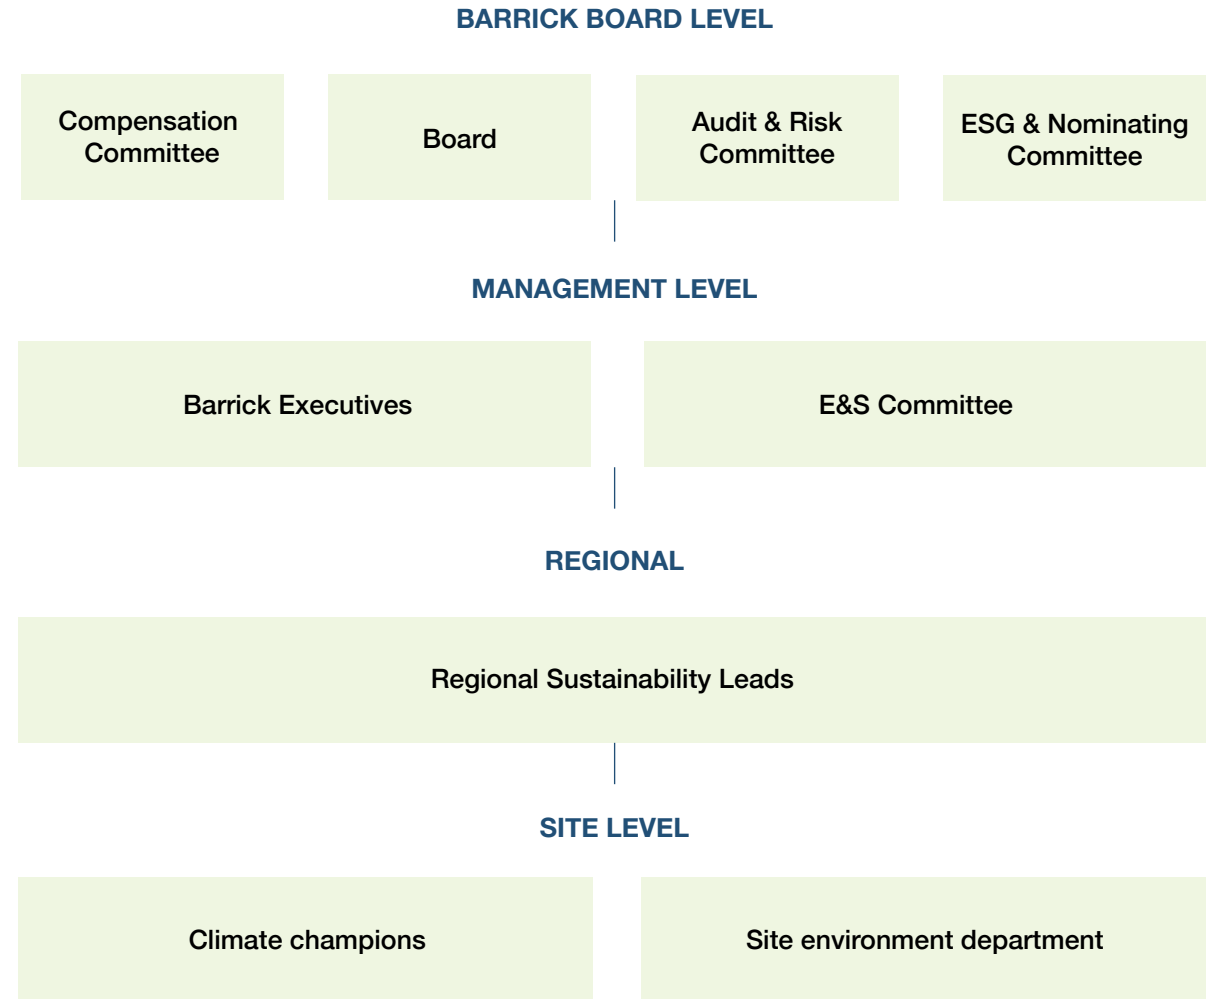 BARRICK BOARD LEVEL
Compensation
Committee
Board
Audit & Risk
Committee
ESG & Nominating
Committee
MANAGEMENT LEVEL
Barrick Executives
E&S Committee
REGIONAL
Regional Sustainability Leads
SITE LEVEL
Climate champions
Site environment department